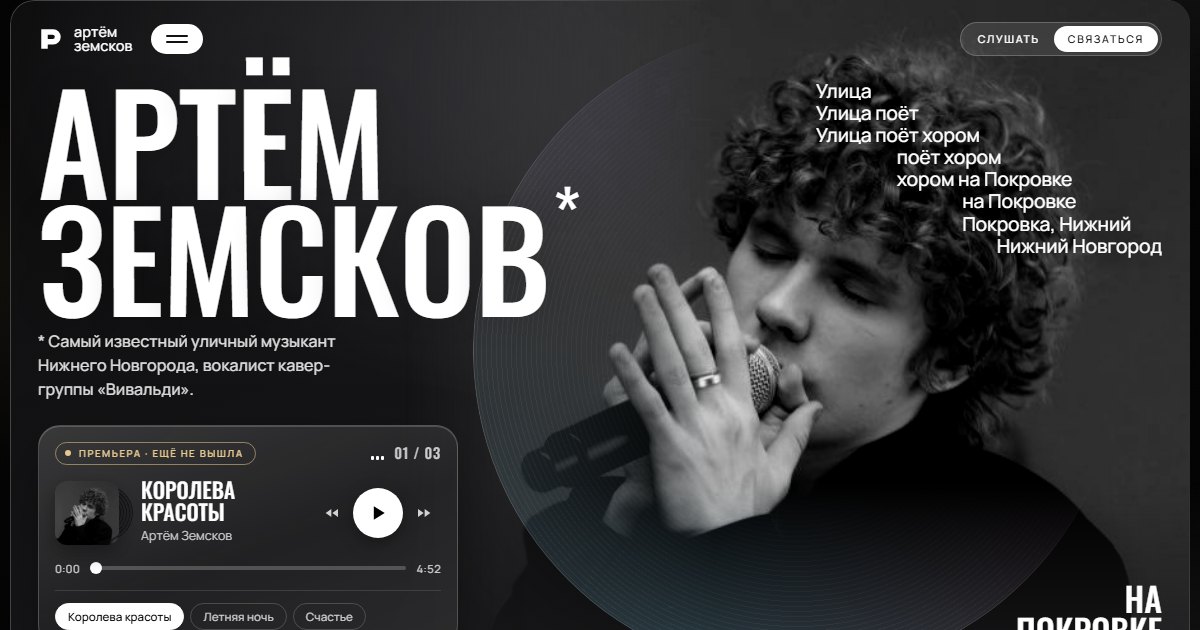 P
артём
земсков
СЛУШАТЬ
СВЯЗАТЬСЯ
АРТЁМ
ЗЕМСКОВ*
* Самый известный уличный музыкант
Нижнего Новгорода, вокалист кавер-
группы «Вивальди».
Улица
Улица поёт
Улица поёт хором
поёт хором
хором на Покровке
на Покровке
Покровка, Нижний
Нижний Новгород
ПРЕМЬЕРА · ЕЩЁ НЕ ВЫШЛА
... 01 / 03
КОРОЛЕВА
КРАСОТЫ
Артём Земсков
0:00
4:52
Королева красоты
Летняя ночь
Счастье
НА
ПОКРОВКЕ